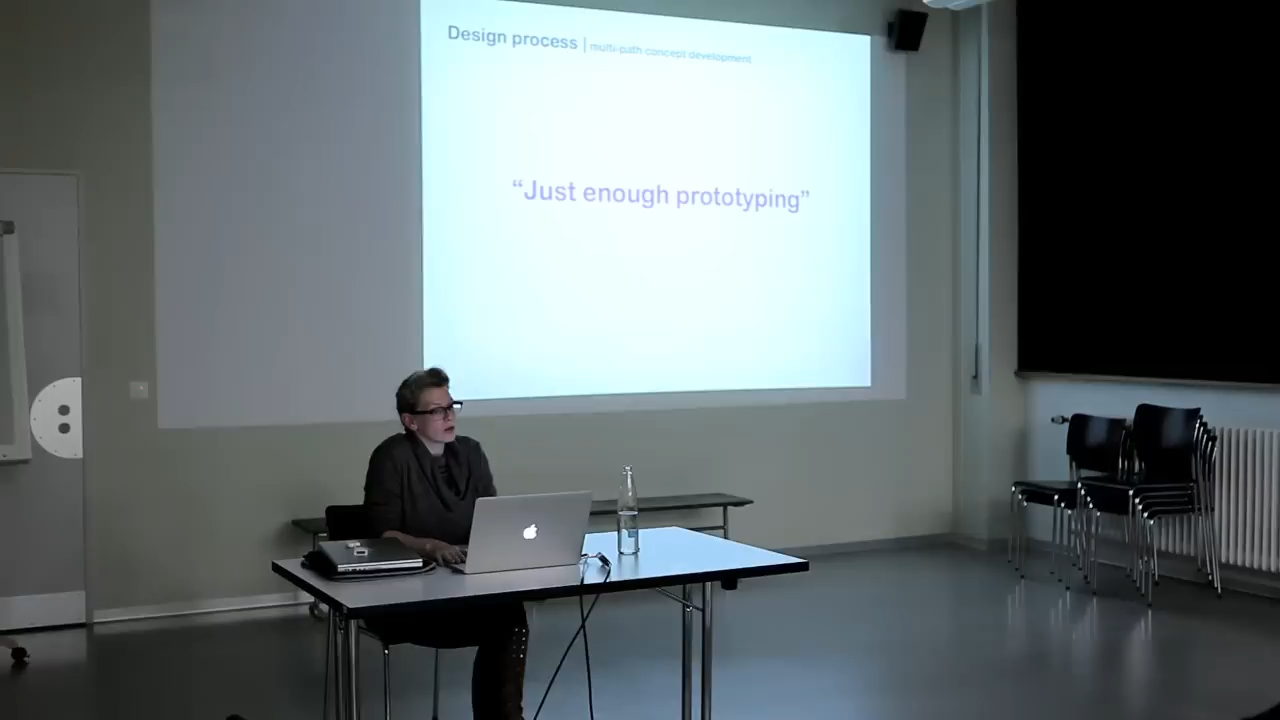 Design process | multi-path concept development
“Just enough prototyping”